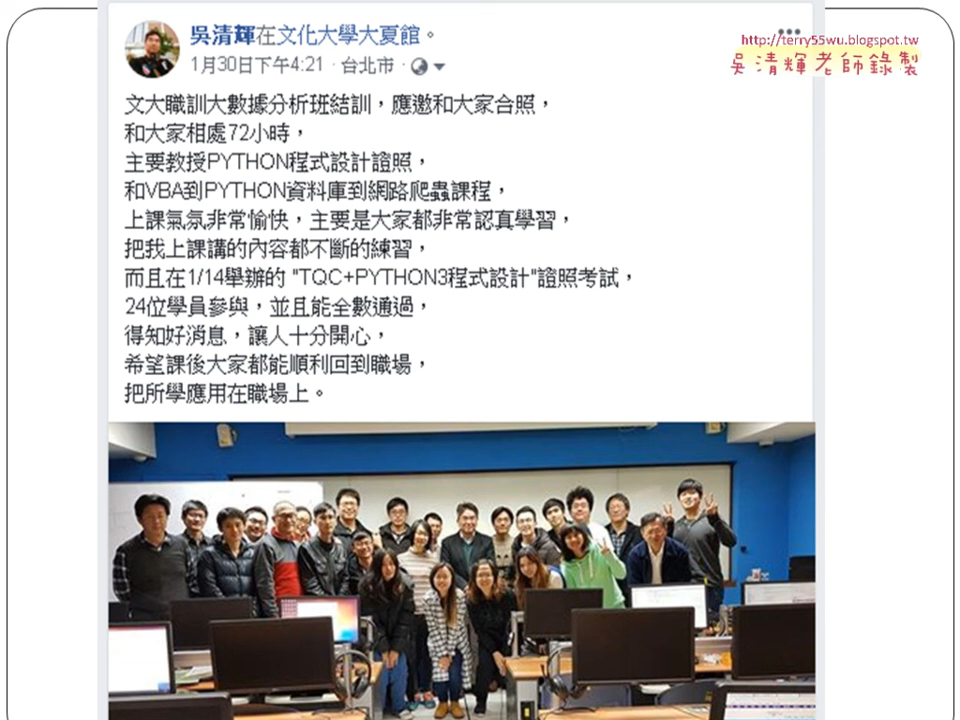 吳清輝在文化大學大夏館。
1月30日下午4:21 · 台北市 ·
http://terry55wu.blogspot.tw
吳清輝老師錄製
文大職訓大數據分析班結訓，應邀和大家合照，
和大家相處72小時，
主要教授PYTHON程式設計證照，
和VBA到PYTHON資料庫到網路爬蟲課程，
上課氣氛非常愉快，主要是大家都非常認真學習，
把我上課講的內容都不斷的練習，
而且在1/14舉辦的 "TQC+PYTHON3程式設計"證照考試，
24位學員參與，並且能全數通過，
得知好消息，讓人十分開心，
希望課後大家都能順利回到職場，
把所學應用在職場上。